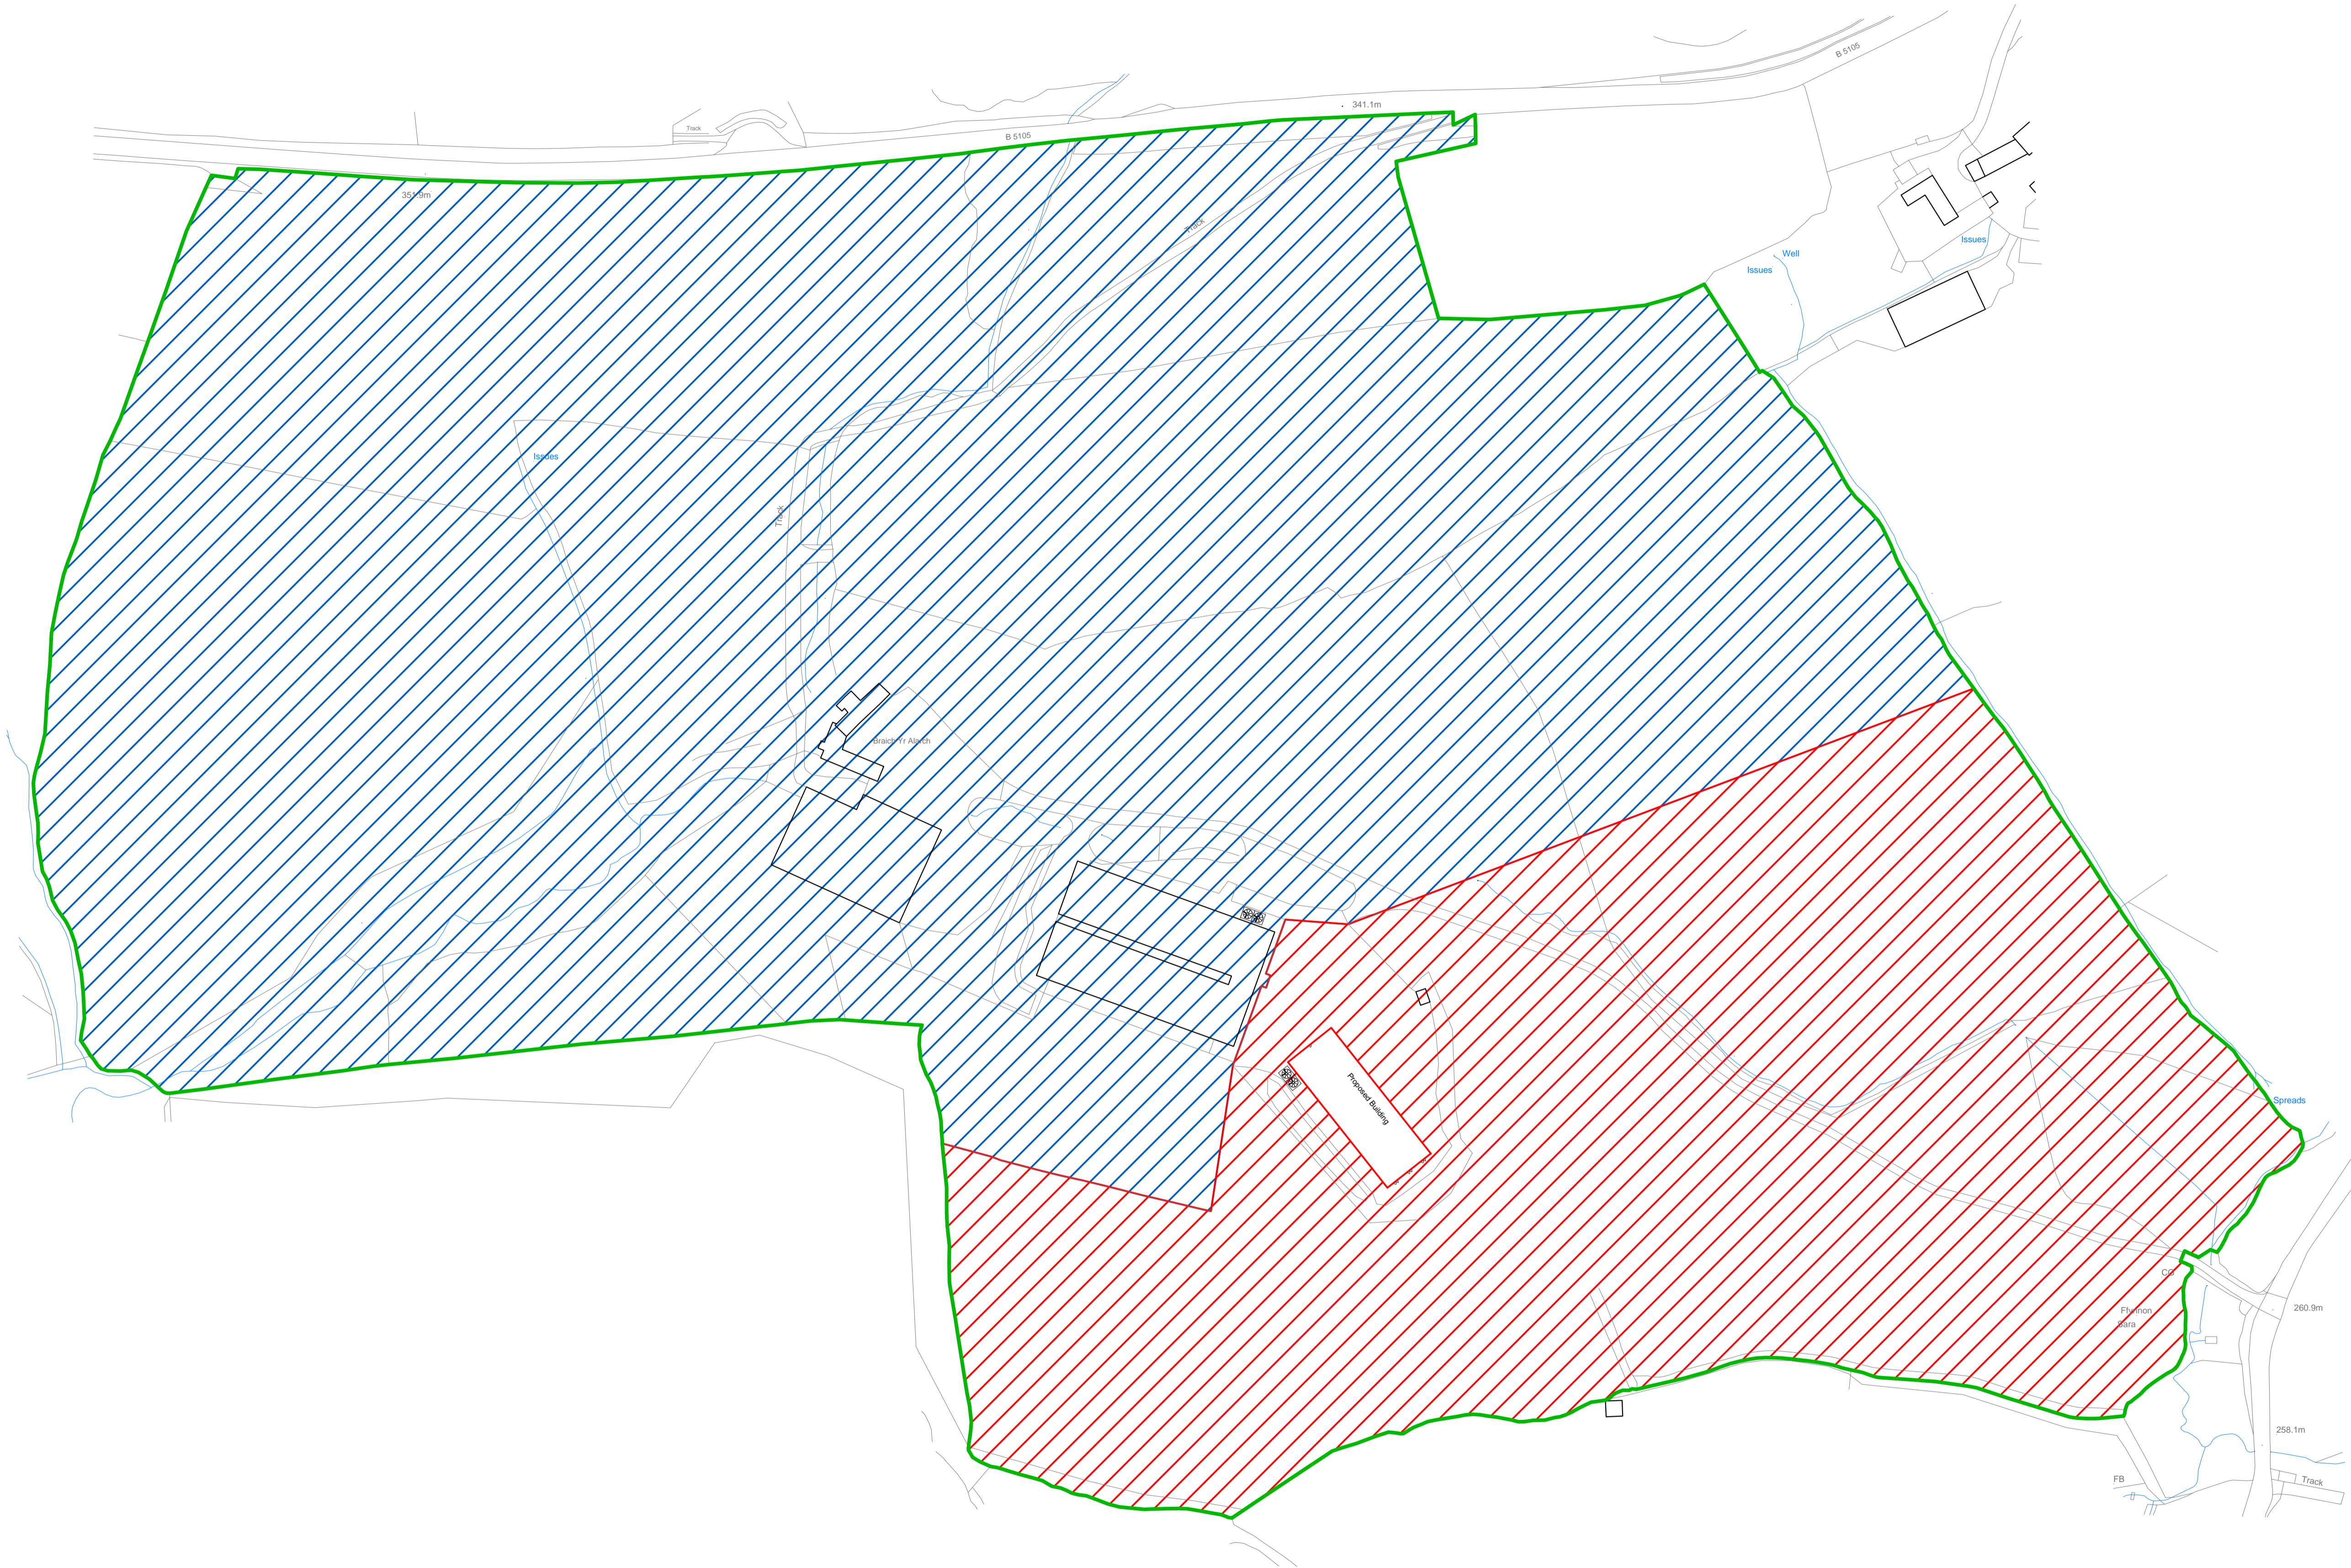 B 5105
341.1m
Track
B 5105
351.9m
Track
Issues
Well
Issues
Issues
Track
Braich Yr Alarch
Proposed Building
Spreads
CG
260.9m
Ffynnon
Bara
258.1m
FB
Track